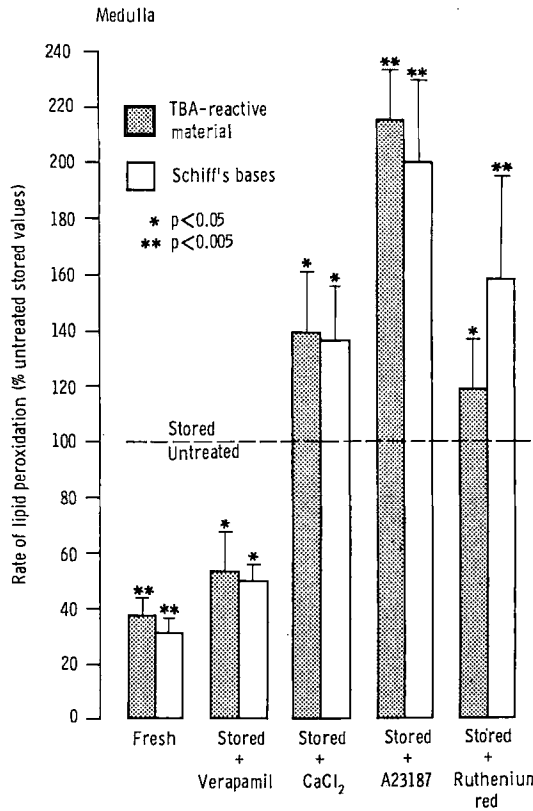 Medulla
Rate of lipid peroxidation (% untreated stored values)
240
220
200
180
160
140
120
100
80
60
40
20
0
TBA-reactive
material
Schiff's bases
* p<0.05
** p<0.005
Stored
Untreated
**
**
*
*
*
*
**
**
*
**
Fresh
Stored
+
Verapamil
Stored
+
CaCl₂
Stored
+
A23187
Stored
+
Ruthenium
red